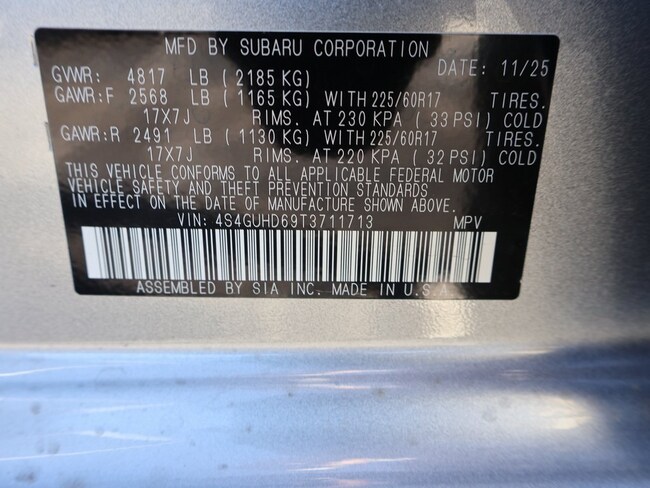 MFD BY SUBARU CORPORATION
DATE: 11/25
GVWR: 4817 LB ( 2185 KG)
GAWR:F 2568 LB ( 1165 KG) WITH 225/60R17 TIRES.
17X7J RIMS. AT 230 KPA ( 33 PSI) COLD
GAWR:R 2491 LB ( 1130 KG) WITH 225/60R17 TIRES.
17X7J RIMS. AT 220 KPA ( 32 PSI) COLD
THIS VEHICLE CONFORMS TO ALL APPLICABLE FEDERAL MOTOR
VEHICLE SAFETY AND THEFT PREVENTION STANDARDS
IN EFFECT ON THE DATE OF MANUFACTURE SHOWN ABOVE.
VIN: 4S4GUHD69T3711713 MPV
ASSEMBLED BY SIA INC. MADE IN U.S.A